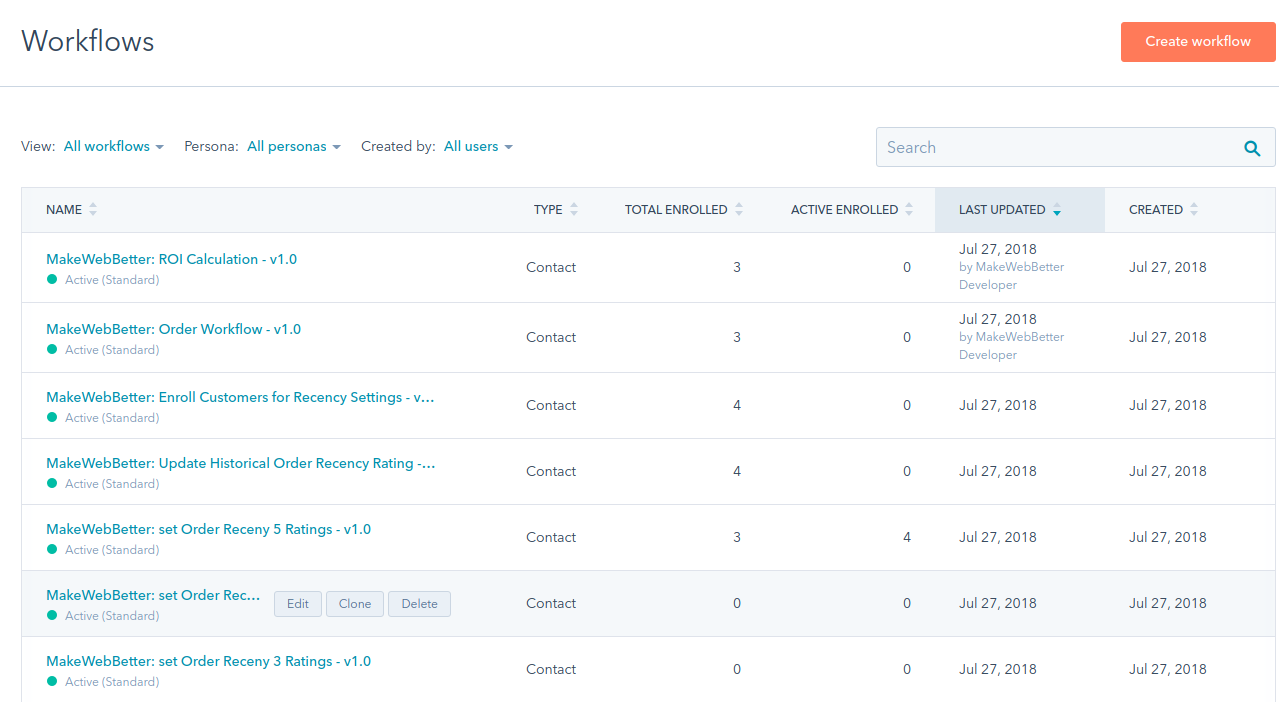 Workflows
Create workflow
View: All workflows Persona: All personas Created by: All users
Search
NAME TYPE TOTAL ENROLLED ACTIVE ENROLLED LAST UPDATED CREATED
MakeWebBetter: ROI Calculation - v1.0
Active (Standard)
Contact 3 0
Jul 27, 2018
by MakeWebBetter
Developer
Jul 27, 2018
MakeWebBetter: Order Workflow - v1.0
Active (Standard)
Contact 3 0
Jul 27, 2018
by MakeWebBetter
Developer
Jul 27, 2018
MakeWebBetter: Enroll Customers for Recency Settings - v...
Active (Standard)
Contact 4 0 Jul 27, 2018 Jul 27, 2018
MakeWebBetter: Update Historical Order Recency Rating -...
Active (Standard)
Contact 4 0 Jul 27, 2018 Jul 27, 2018
MakeWebBetter: set Order Receny 5 Ratings - v1.0
Active (Standard)
Contact 3 4 Jul 27, 2018 Jul 27, 2018
MakeWebBetter: set Order Rec...
Active (Standard)
Edit Clone Delete
Contact 0 0 Jul 27, 2018 Jul 27, 2018
MakeWebBetter: set Order Receny 3 Ratings - v1.0
Active (Standard)
Contact 0 0 Jul 27, 2018 Jul 27, 2018